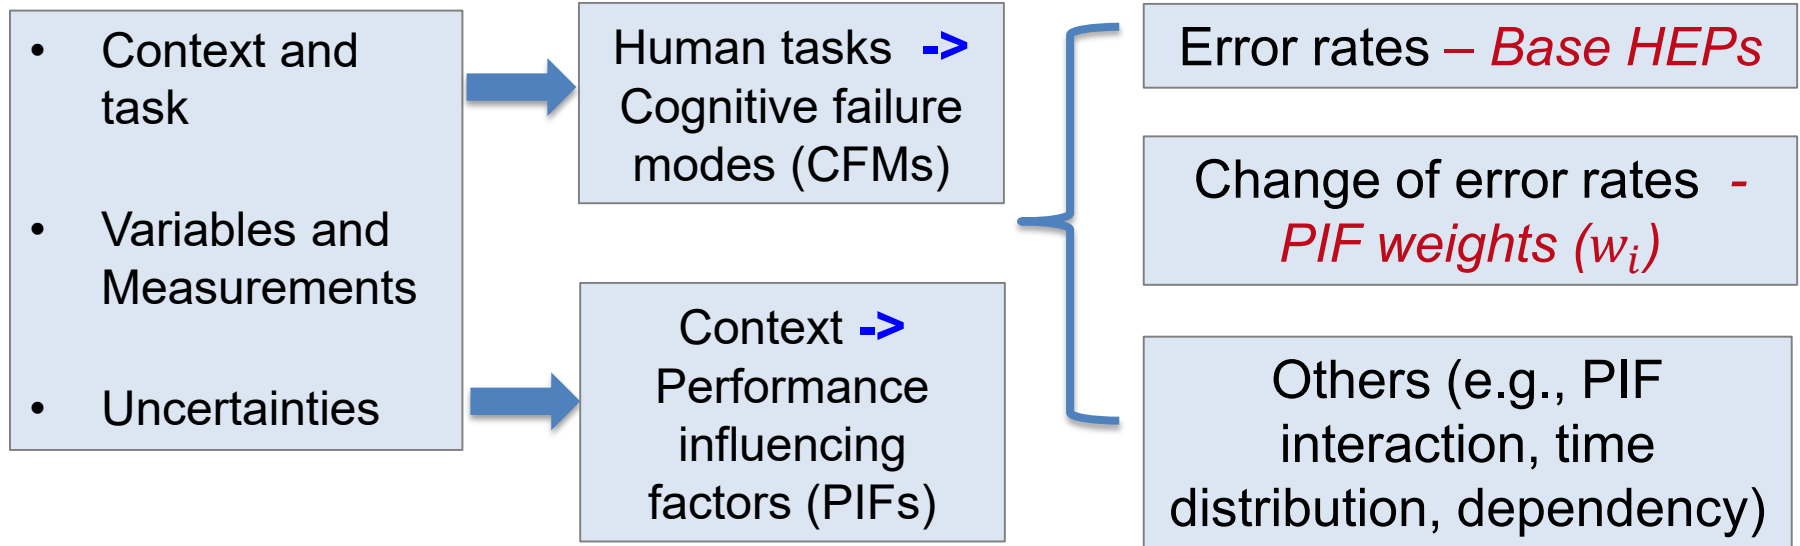 • Context and
task
• Variables and
Measurements
• Uncertainties
Human tasks ->
Cognitive failure
modes (CFMs)
Context ->
Performance
influencing
factors (PIFs)
Error rates – Base HEPs
Change of error rates -
PIF weights (wᵢ)
Others (e.g., PIF
interaction, time
distribution, dependency)